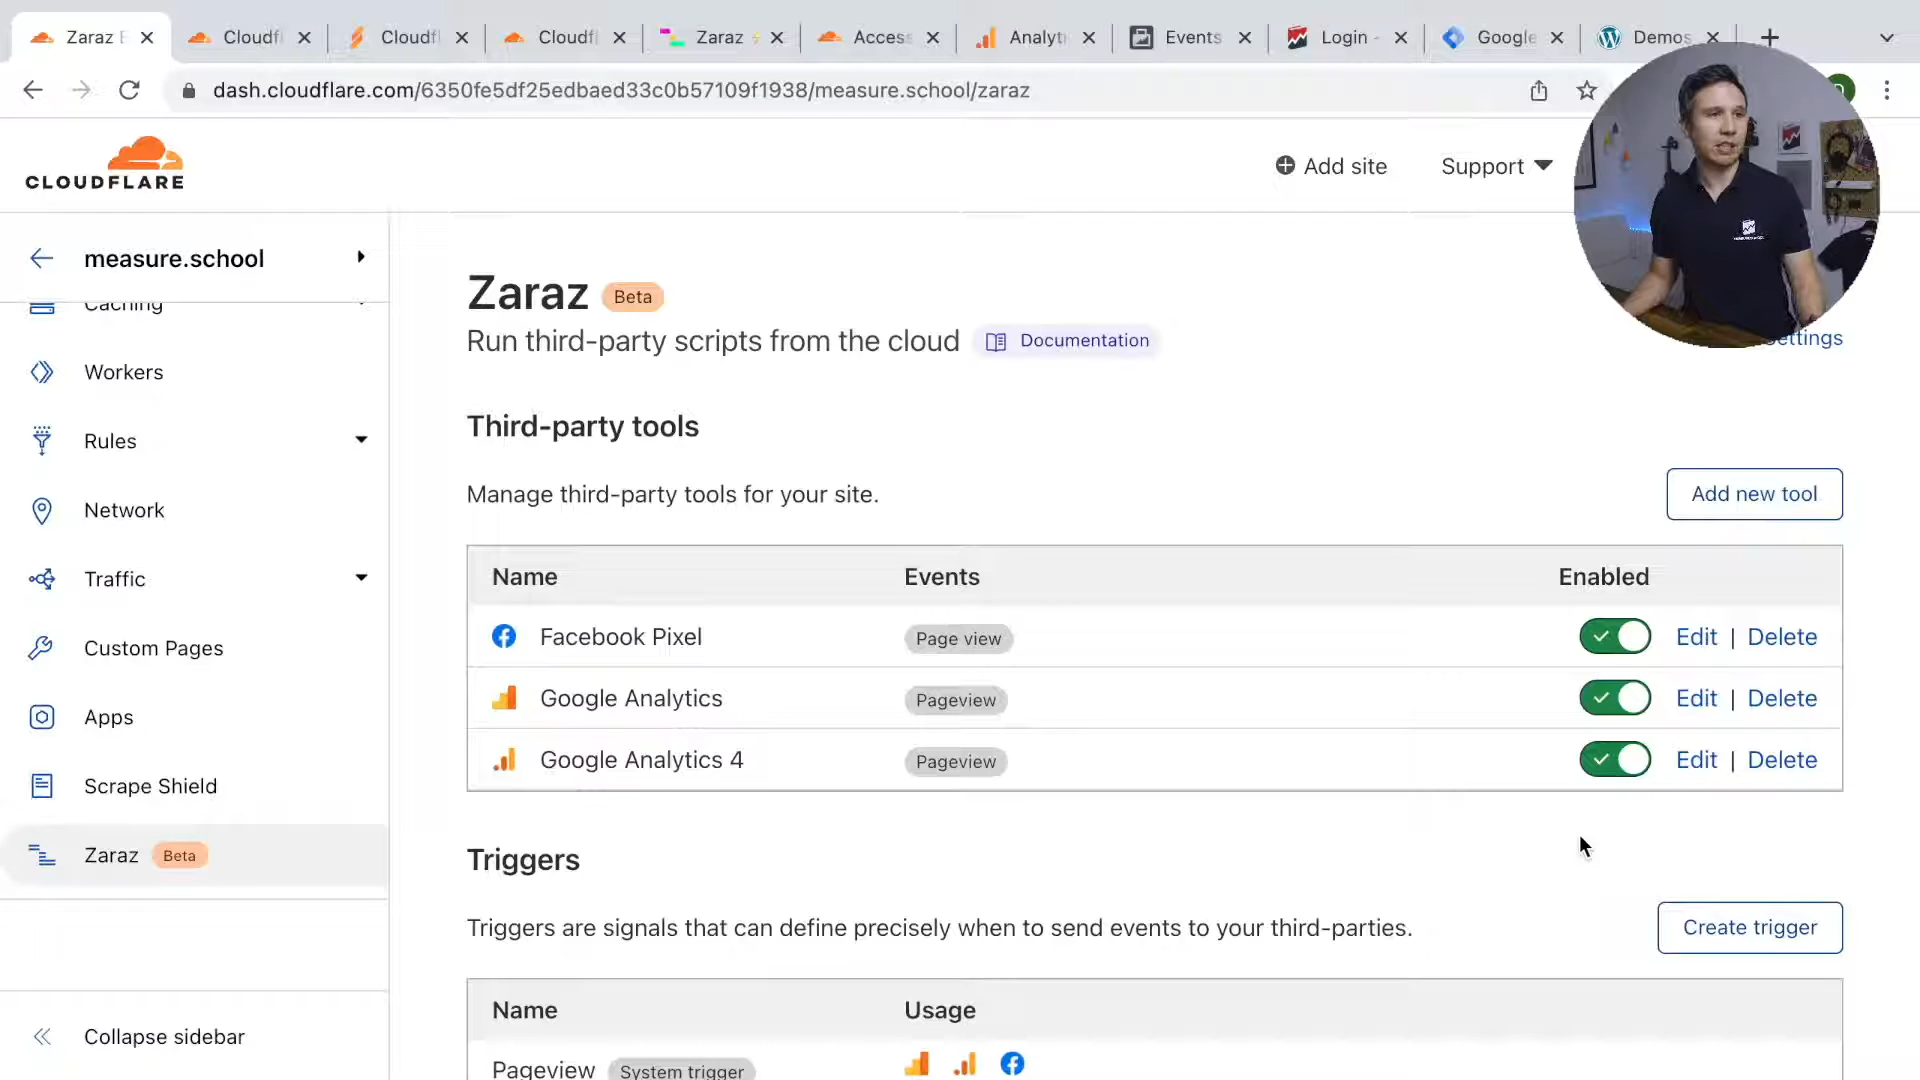 Zaraz
Cloudfl
Cloudfl
Cloudfl
Zaraz
Access
Analyti
Events
Login -
Google
Demos
dash.cloudflare.com/6350fe5df25edbaed33c0b57109f1938/measure.school/zaraz
CLOUDFLARE
Add site
Support
measure.school
Caching
Workers
Rules
Network
Traffic
Custom Pages
Apps
Scrape Shield
Zaraz Beta
Collapse sidebar
Zaraz Beta
Run third-party scripts from the cloud Documentation
Settings
Third-party tools
Manage third-party tools for your site.
Add new tool
Name Events Enabled
Facebook Pixel Page view Edit | Delete
Google Analytics Pageview Edit | Delete
Google Analytics 4 Pageview Edit | Delete
Triggers
Triggers are signals that can define precisely when to send events to your third-parties.
Create trigger
Name Usage
Pageview System trigger